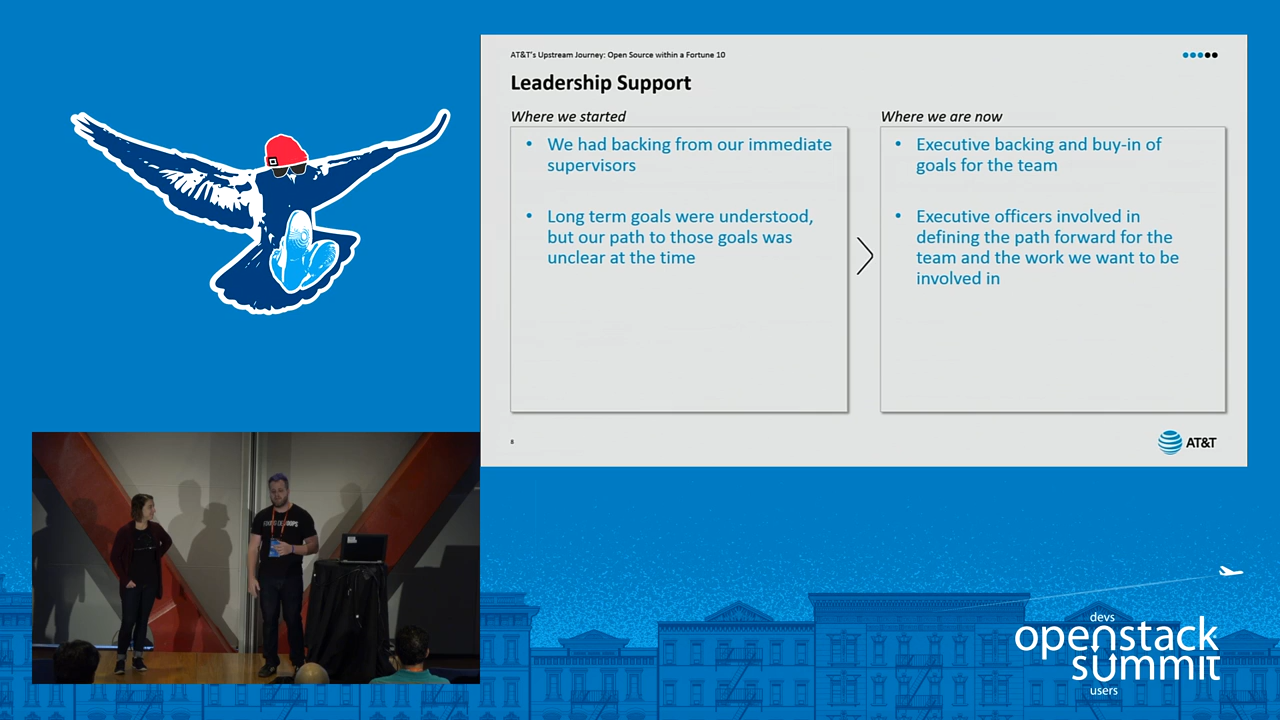 AT&T's Upstream Journey: Open Source within a Fortune 10
Leadership Support
Where we started
• We had backing from our immediate
supervisors
• Long term goals were understood,
but our path to those goals was
unclear at the time
Where we are now
• Executive backing and buy-in of
goals for the team
• Executive officers involved in
defining the path forward for the
team and the work we want to be
involved in
8
AT&T
devs
openstack
summit
users